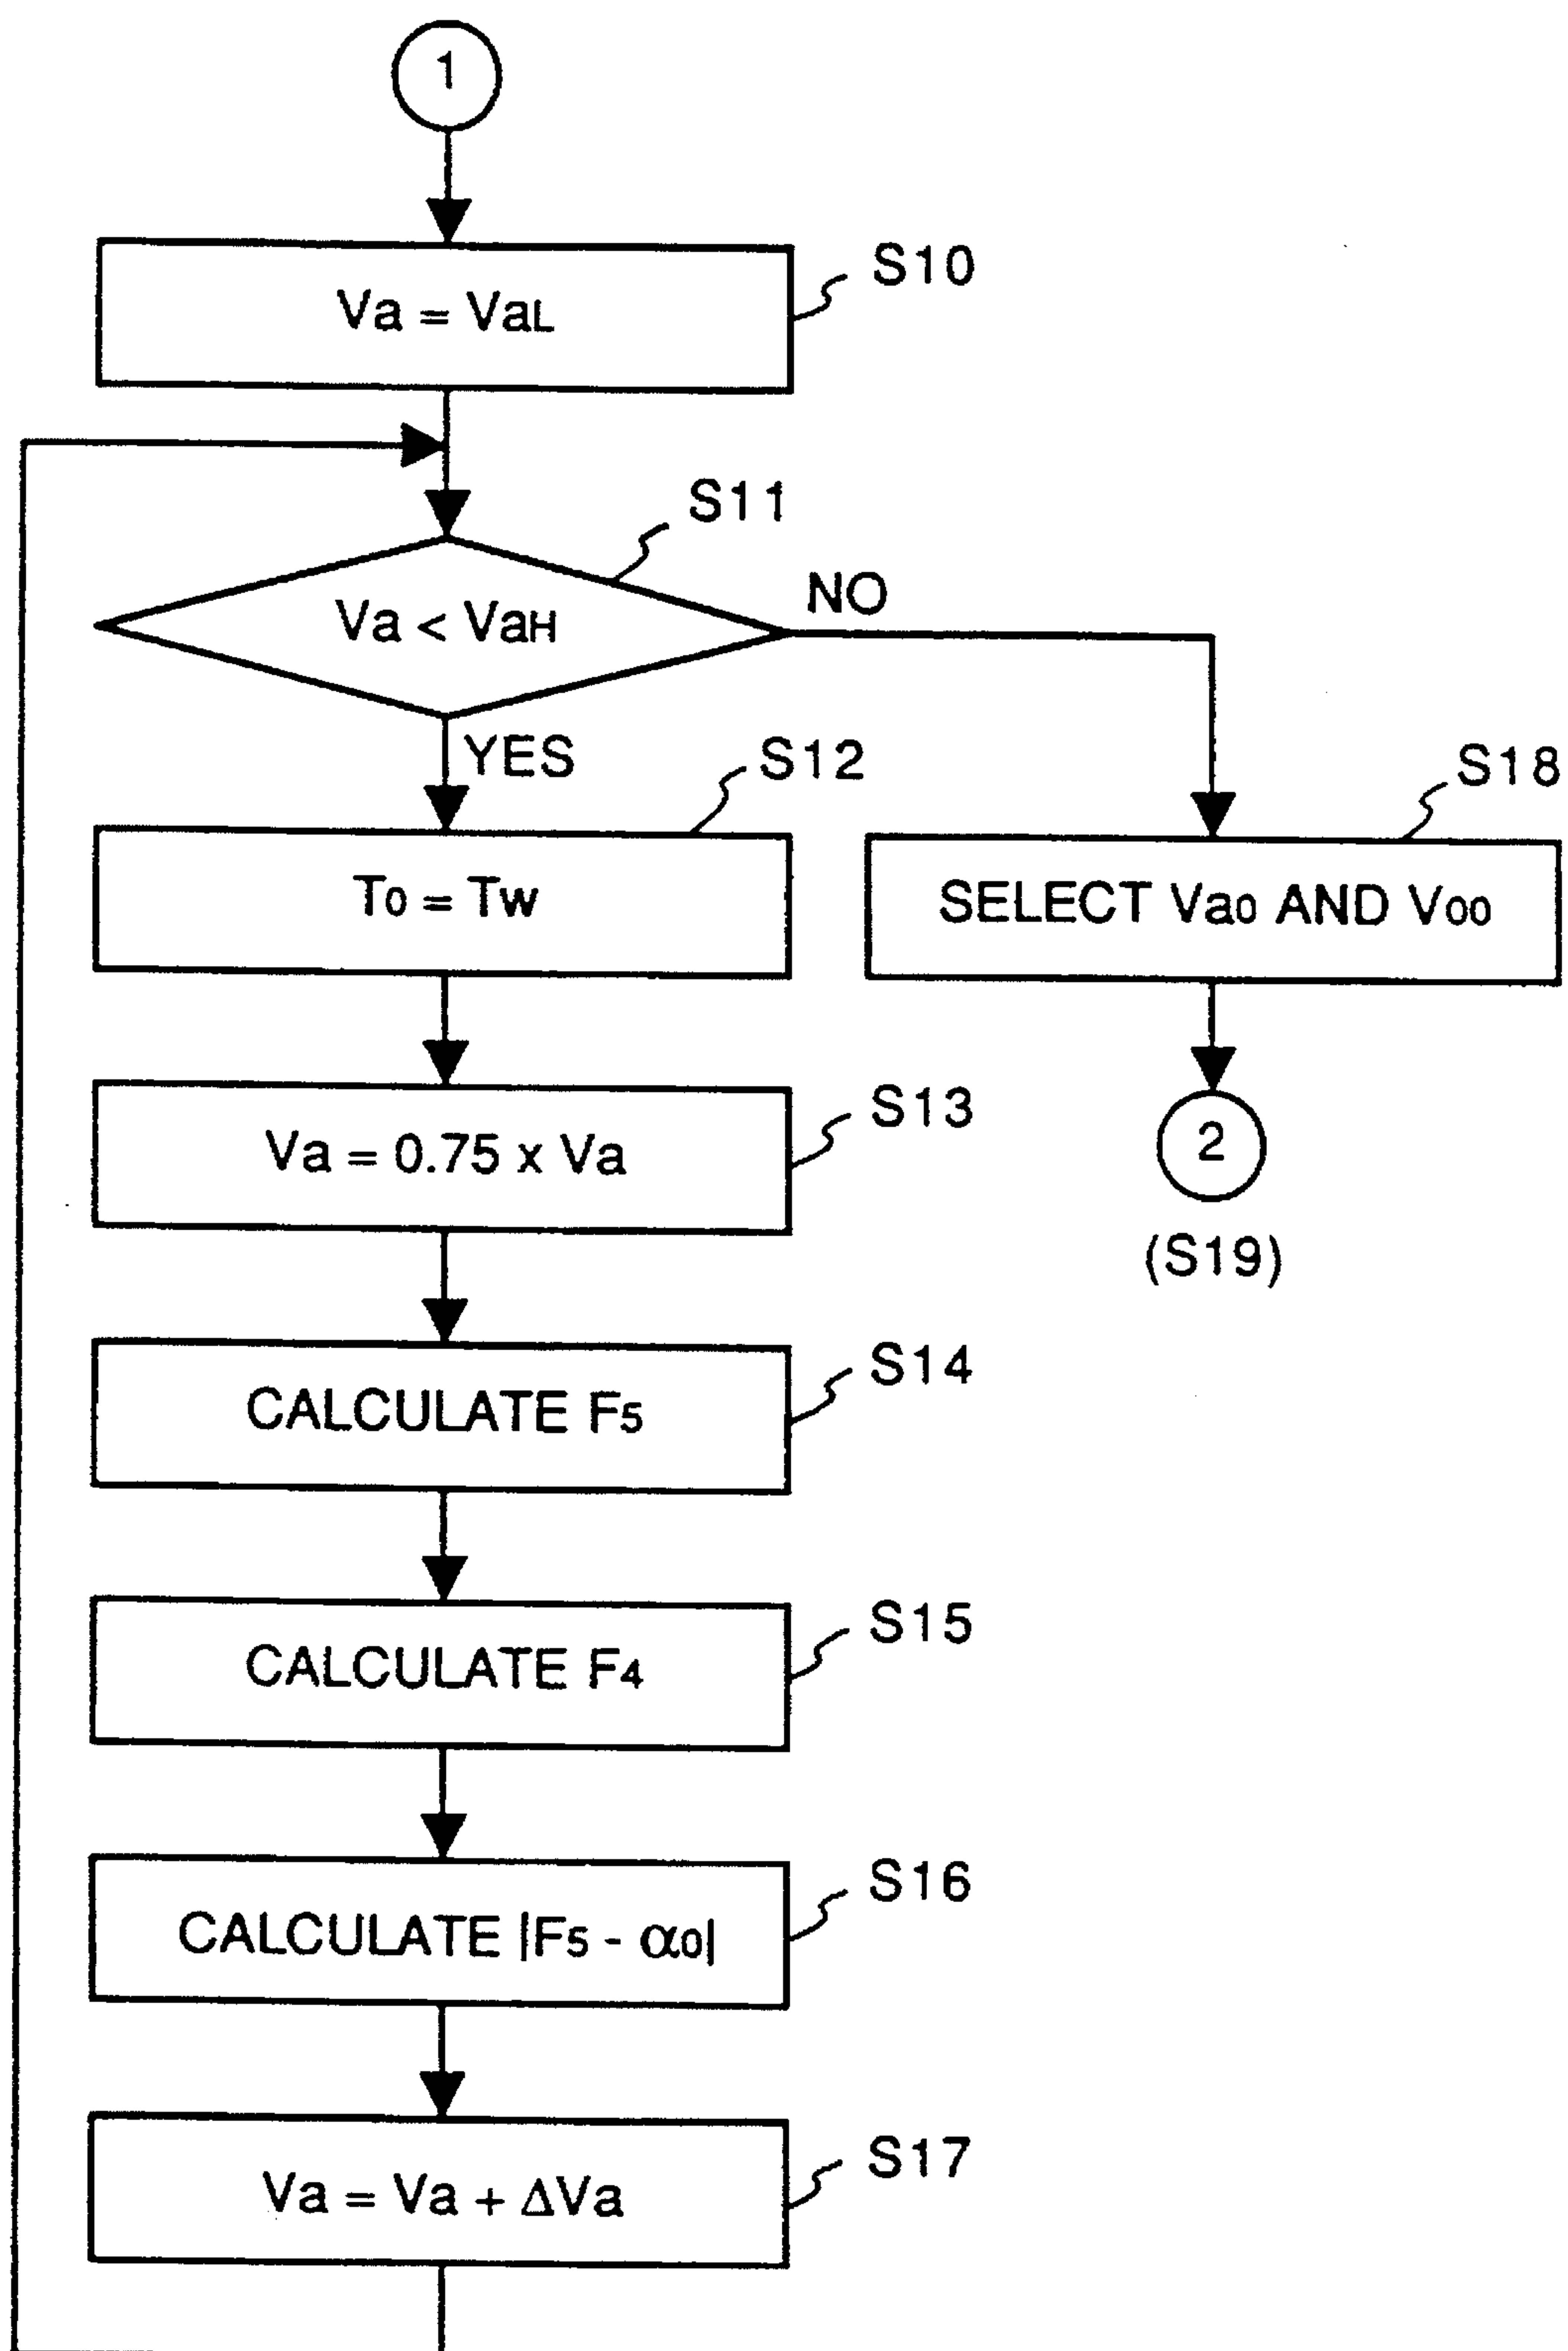 1
Va = VaL
S10
Va < VaH
S11
NO
YES
T0 = Tw
S12
SELECT Va0 AND V00
S18
2
(S19)
Va = 0.75 x Va
S13
CALCULATE F5
S14
CALCULATE F4
S15
CALCULATE |F5 - α0|
S16
Va = Va + ΔVa
S17